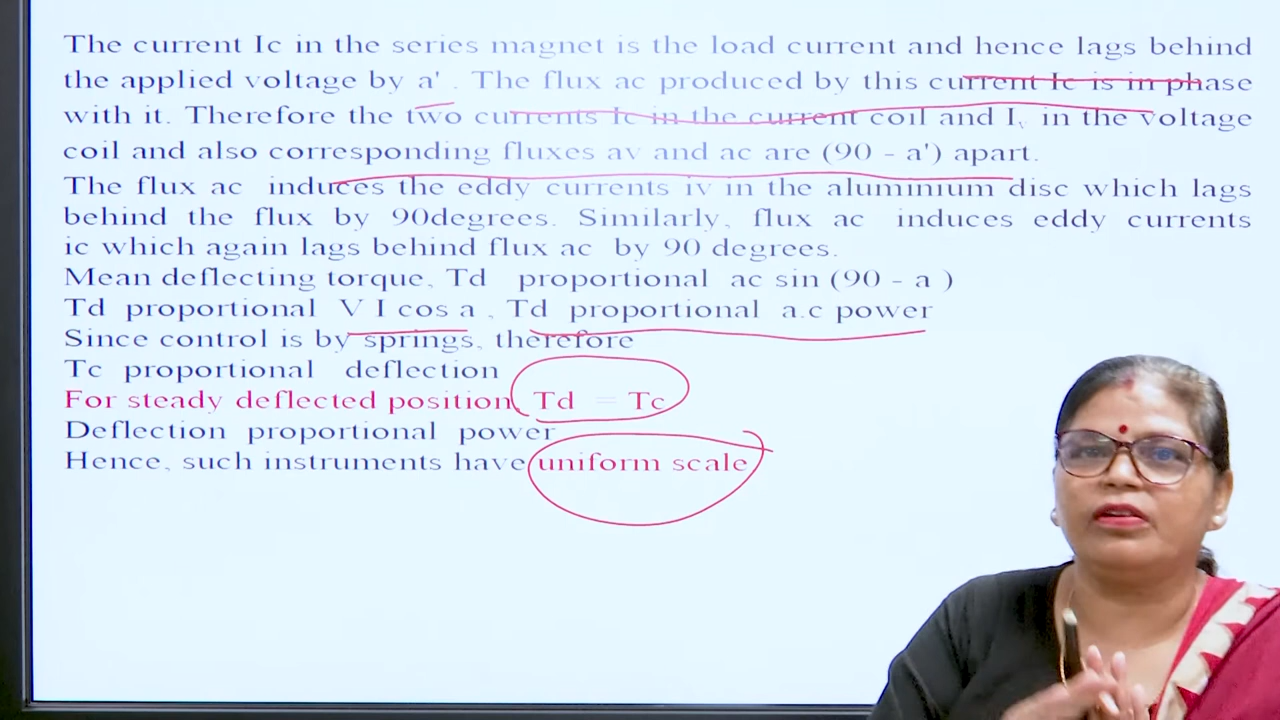 The current Ic in the series magnet is the load current and hence lags behind
the applied voltage by a' . The flux ac produced by this current Ic is in phase
with it. Therefore the two currents Ic in the current coil and Iv in the voltage
coil and also corresponding fluxes av and ac are (90 - a') apart.
The flux ac induces the eddy currents iv in the aluminium disc which lags
behind the flux by 90degrees. Similarly, flux ac induces eddy currents
ic which again lags behind flux ac by 90 degrees.
Mean deflecting torque, Td proportional ac sin (90 - a )
Td proportional V I cos a , Td proportional a.c power
Since control is by springs, therefore
Tc proportional deflection
For steady deflected position, Td = Tc
Deflection proportional power
Hence, such instruments have uniform scale